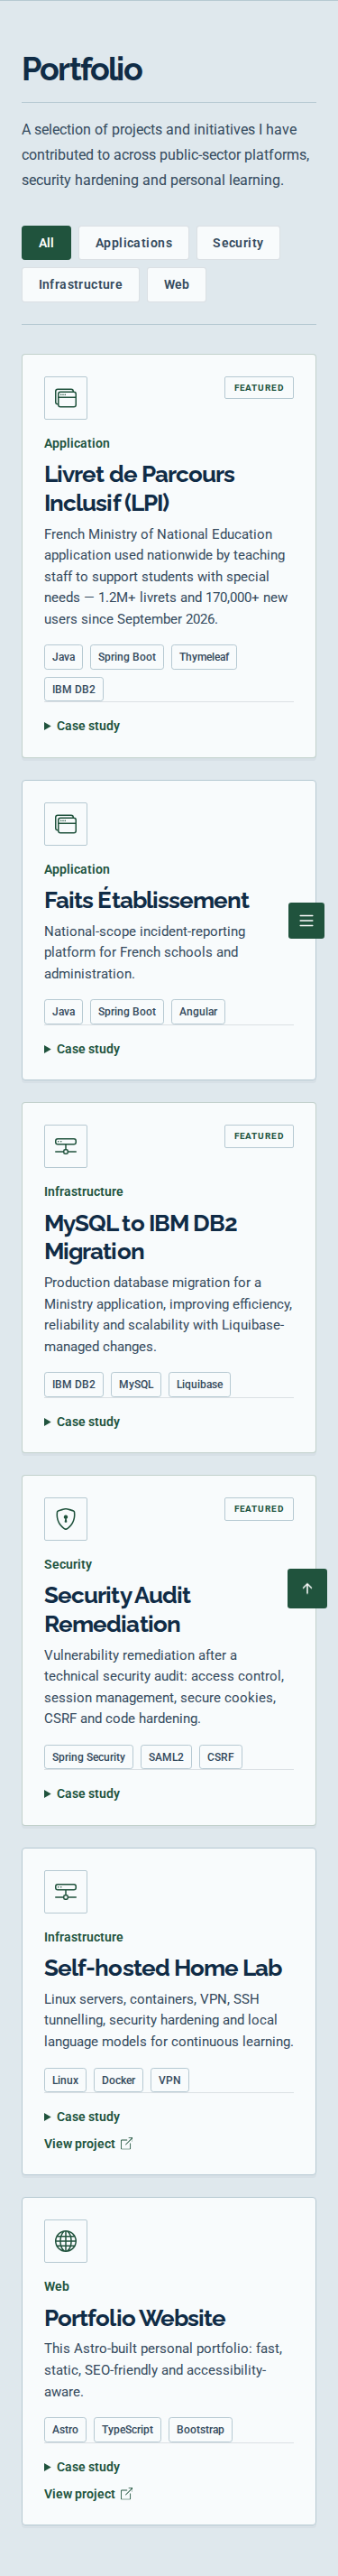 Portfolio
A selection of projects and initiatives I have
contributed to across public-sector platforms,
security hardening and personal learning.
All
Applications
Security
Infrastructure
Web
FEATURED
Application
Livret de Parcours
Inclusif (LPI)
French Ministry of National Education
application used nationwide by teaching
staff to support students with special
needs — 1.2M+ livrets and 170,000+ new
users since September 2026.
Java
Spring Boot
Thymeleaf
IBM DB2
Case study
Application
Faits Établissement
National-scope incident-reporting
platform for French schools and
administration.
Java
Spring Boot
Angular
Case study
FEATURED
Infrastructure
MySQL to IBM DB2
Migration
Production database migration for a
Ministry application, improving efficiency,
reliability and scalability with Liquibase-
managed changes.
IBM DB2
MySQL
Liquibase
Case study
FEATURED
Security
Security Audit
Remediation
Vulnerability remediation after a
technical security audit: access control,
session management, secure cookies,
CSRF and code hardening.
Spring Security
SAML2
CSRF
Case study
Infrastructure
Self-hosted Home Lab
Linux servers, containers, VPN, SSH
tunnelling, security hardening and local
language models for continuous learning.
Linux
Docker
VPN
Case study
View project
Web
Portfolio Website
This Astro-built personal portfolio: fast,
static, SEO-friendly and accessibility-
aware.
Astro
TypeScript
Bootstrap
Case study
View project